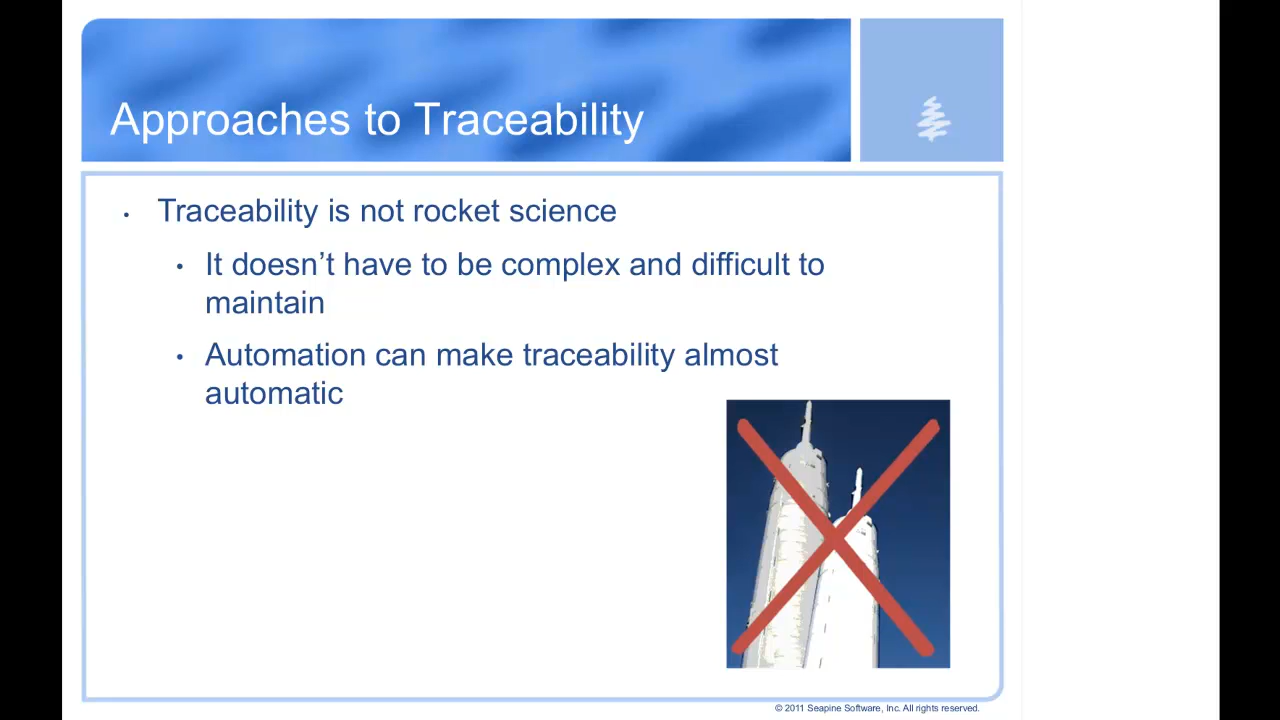 Approaches to Traceability
• Traceability is not rocket science
• It doesn’t have to be complex and difficult to
maintain
• Automation can make traceability almost
automatic
© 2011 Seapine Software, Inc. All rights reserved.